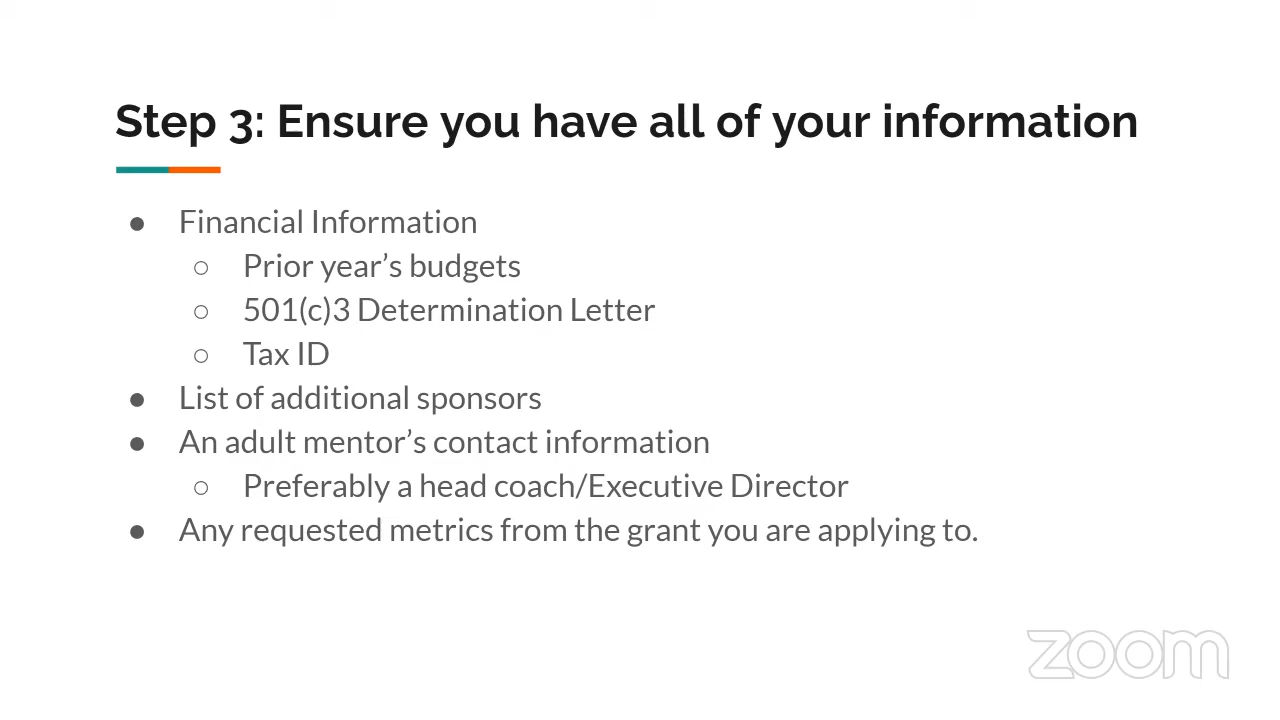 Step 3: Ensure you have all of your information
● Financial Information
○ Prior year’s budgets
○ 501(c)3 Determination Letter
○ Tax ID
● List of additional sponsors
● An adult mentor’s contact information
○ Preferably a head coach/Executive Director
● Any requested metrics from the grant you are applying to.
zoom